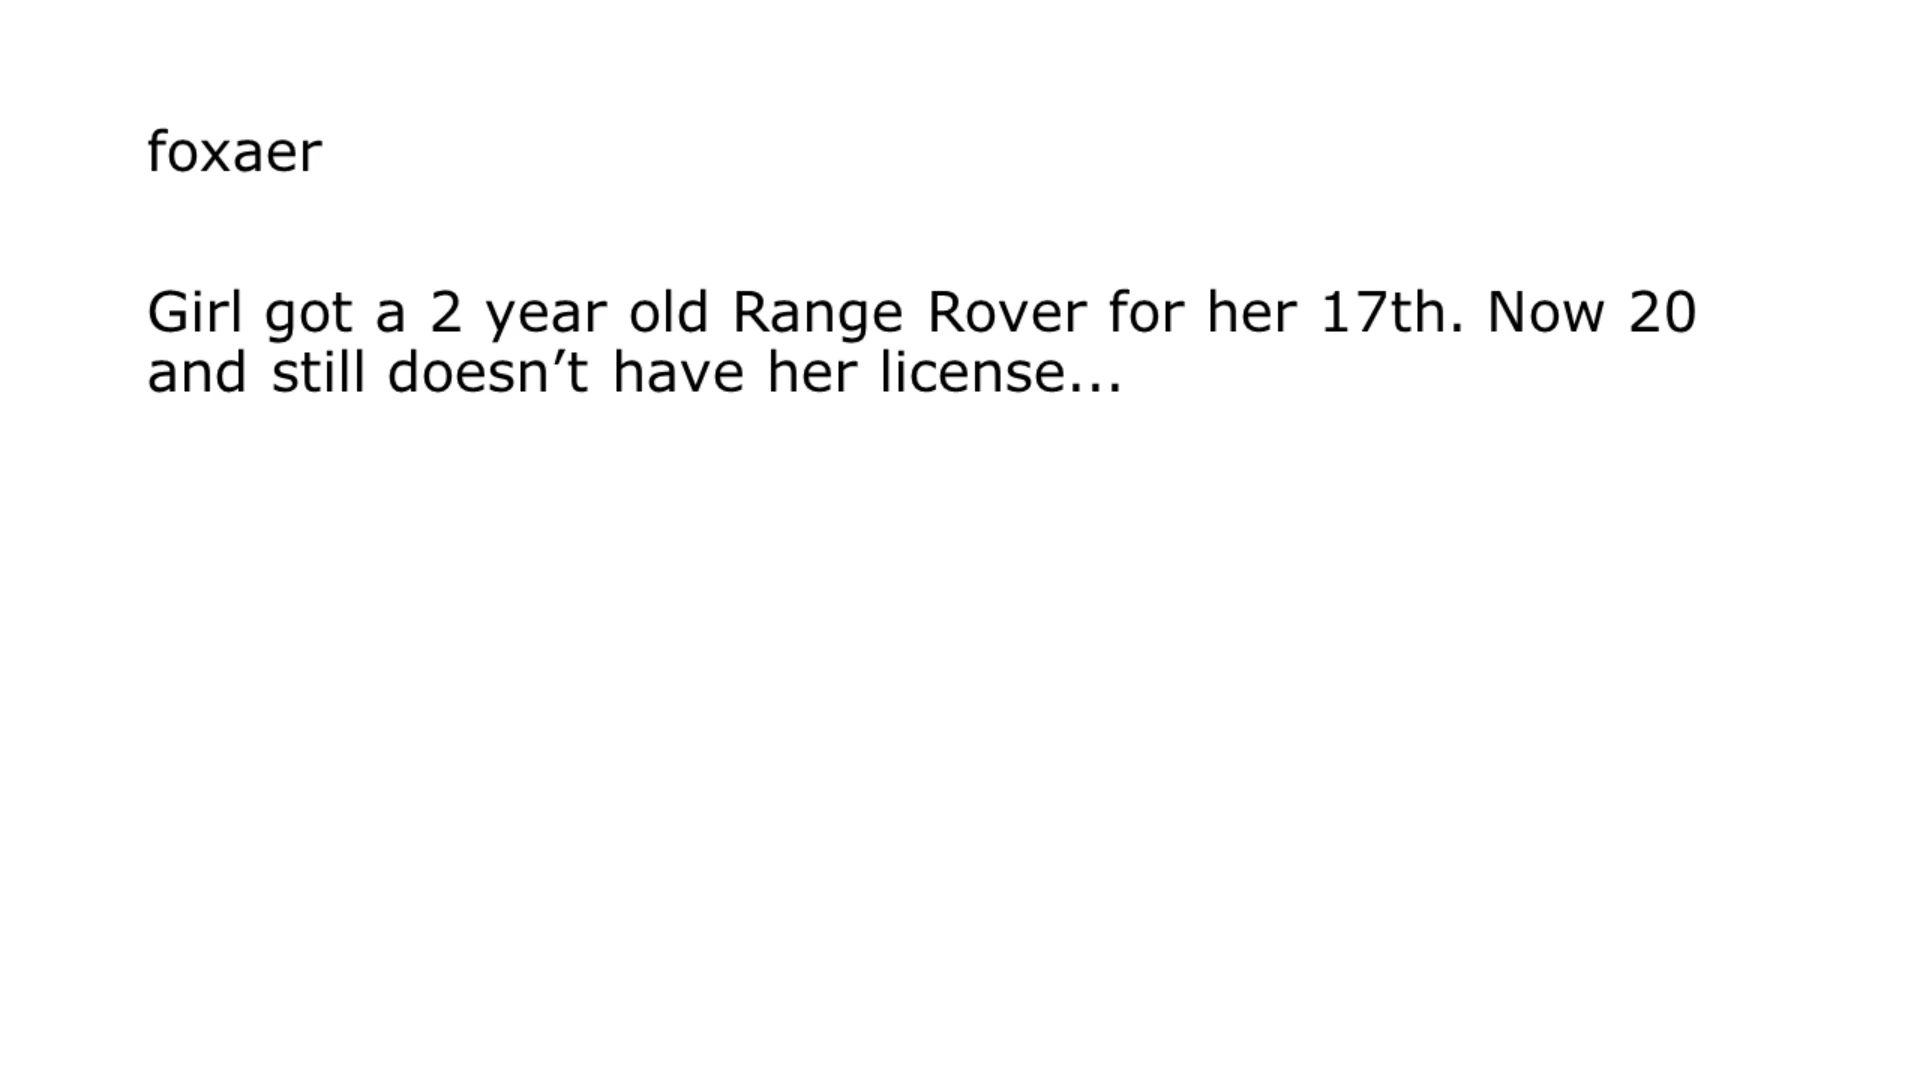 foxaer
Girl got a 2 year old Range Rover for her 17th. Now 20
and still doesn’t have her license...